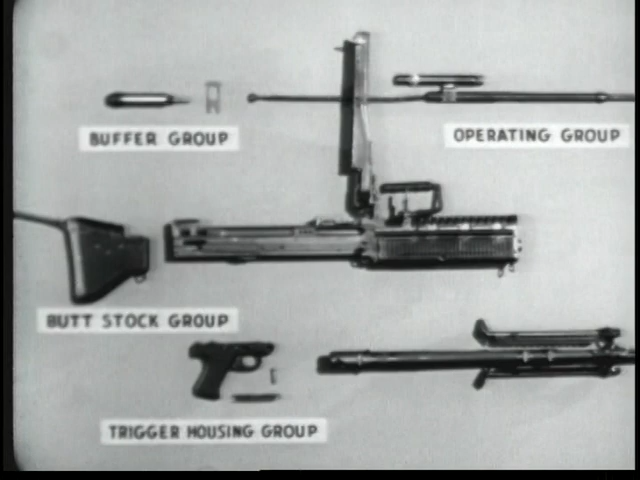 BUFFER GROUP
OPERATING GROUP
BUTT STOCK GROUP
TRIGGER HOUSING GROUP